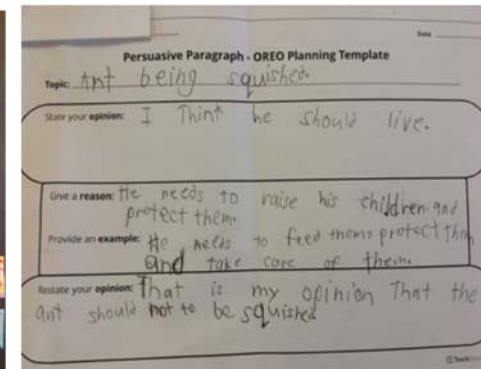 Date
Persuasive Paragraph - OREO Planning Template
Topic: Ant being squished.
State your opinion: I Think he should live.
Give a reason: He needs to raise his children. and
protect them.
Provide an example: He needs to feed them, protect them
and take care of them.
Restate your opinion: That is my opinion That the
ant should not to be squished